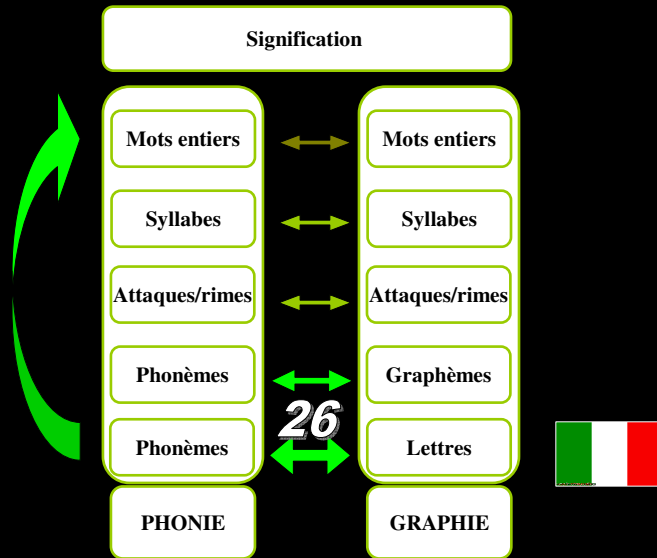 Signification
Mots entiers Mots entiers
Syllabes Syllabes
Attaques/rimes Attaques/rimes
Phonèmes Graphèmes
26
Phonèmes Lettres
PHONIE GRAPHIE